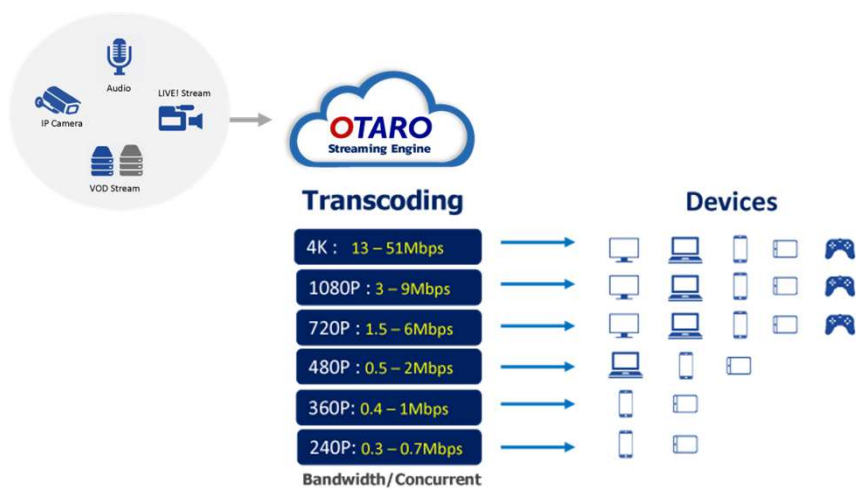 Audio
LIVE! Stream
IP Camera
VOD Stream
OTARO
Streaming Engine
Transcoding
Devices
4K : 13 – 51Mbps
1080P : 3 – 9Mbps
720P : 1.5 – 6Mbps
480P : 0.5 – 2Mbps
360P: 0.4 – 1Mbps
240P: 0.3 – 0.7Mbps
Bandwidth/Concurrent